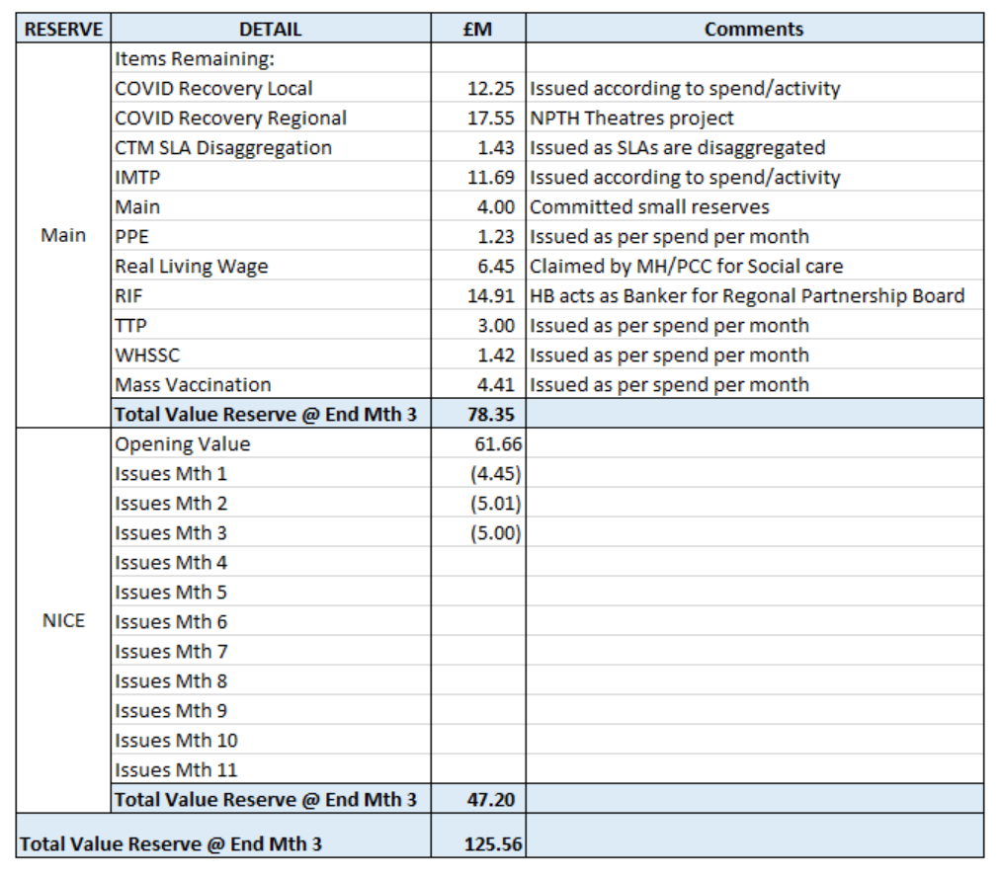 RESERVE DETAIL £M Comments
Items Remaining:
COVID Recovery Local 12.25 Issued according to spend/activity
COVID Recovery Regional 17.55 NPTH Theatres project
CTM SLA Disaggregation 1.43 Issued as SLAs are disaggregated
IMTP 11.69 Issued according to spend/activity
Main 4.00 Committed small reserves
Main PPE 1.23 Issued as per spend per month
Real Living Wage 6.45 Claimed by MH/PCC for Social care
RIF 14.91 HB acts as Banker for Regonal Partnership Board
TTP 3.00 Issued as per spend per month
WHSSC 1.42 Issued as per spend per month
Mass Vaccination 4.41 Issued as per spend per month
Total Value Reserve @ End Mth 3 78.35
Opening Value 61.66
Issues Mth 1 (4.45)
Issues Mth 2 (5.01)
Issues Mth 3 (5.00)
Issues Mth 4
Issues Mth 5
NICE Issues Mth 6
Issues Mth 7
Issues Mth 8
Issues Mth 9
Issues Mth 10
Issues Mth 11
Total Value Reserve @ End Mth 3 47.20
Total Value Reserve @ End Mth 3 125.56